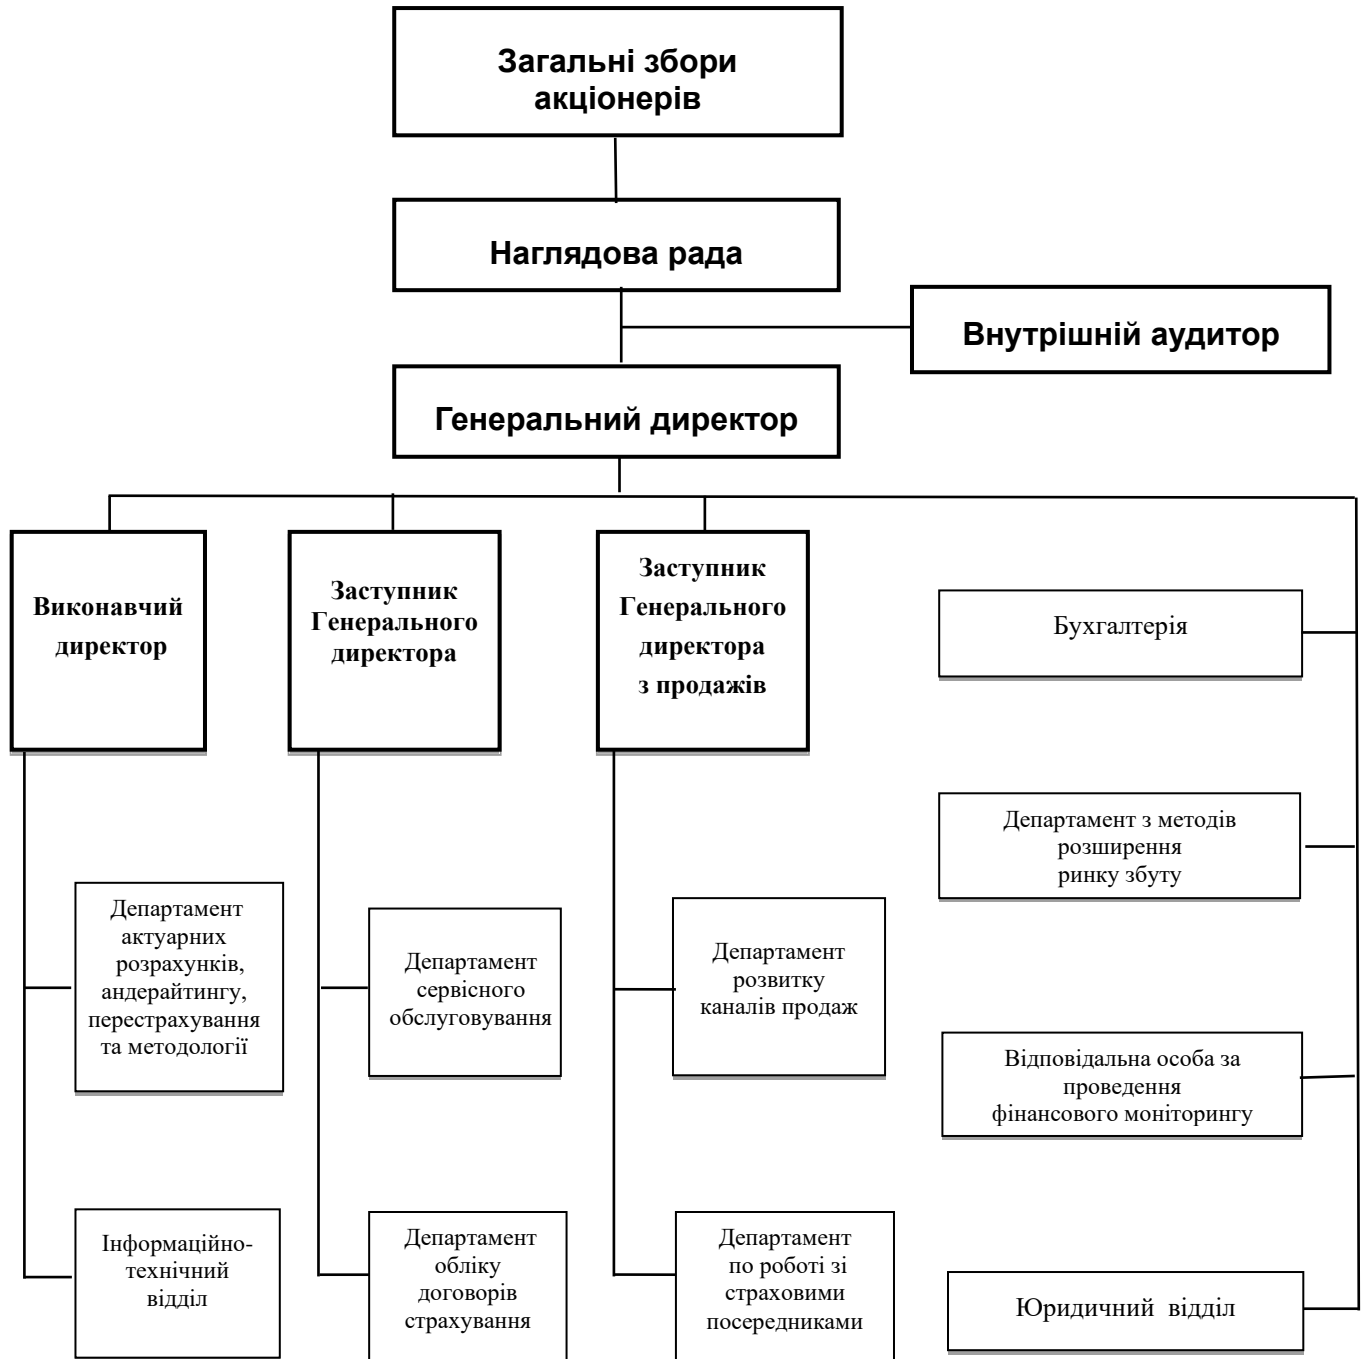 Загальні збори
акціонерів
Наглядова рада
Внутрішній аудитор
Генеральний директор
Виконавчий
директор
Заступник
Генерального
директора
Заступник
Генерального
директора
з продажів
Бухгалтерія
Департамент з методів
розширення
ринку збуту
Департамент
актуарних
розрахунків,
андерайтингу,
перестрахування
та методології
Департамент
сервісного
обслуговування
Департамент
розвитку
каналів продаж
Відповідальна особа за
проведення
фінансового моніторингу
Інформаційно-
технічний
відділ
Департамент
обліку
договорів
страхування
Департамент
по роботі зі
страховими
посередниками
Юридичний відділ